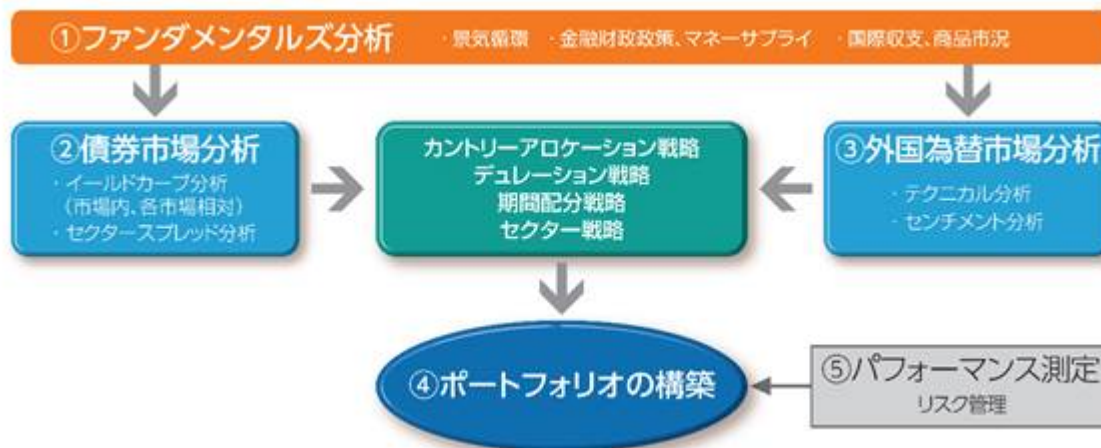 ①ファンダメンタルズ分析 ・景気循環 ・金融財政政策、マネーサプライ ・国際収支、商品市況
②債券市場分析
・イールドカーブ分析
（市場内、各市場相対）
・セクタースプレッド分析
カントリーアロケーション戦略
デュレーション戦略
期間配分戦略
セクター戦略
③外国為替市場分析
・テクニカル分析
・センチメント分析
④ポートフォリオの構築
⑤パフォーマンス測定
リスク管理